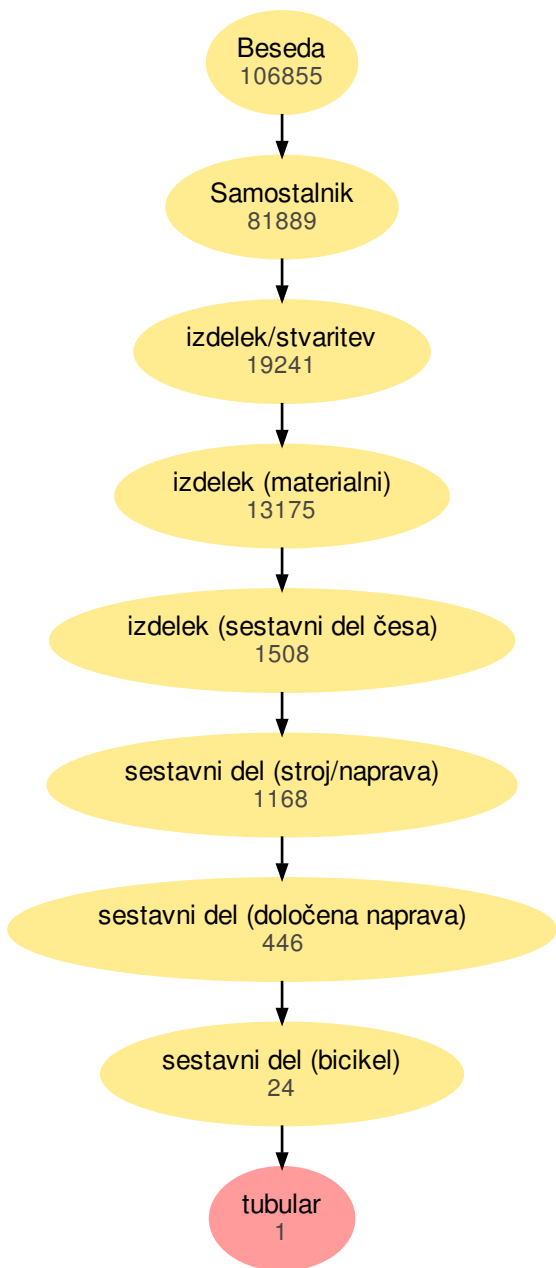 Beseda
106855
Samostalnik
81889
izdelek/stvaritev
19241
izdelek (materialni)
13175
izdelek (sestavni del česa)
1508
sestavni del (stroj/naprava)
1168
sestavni del (določena naprava)
446
sestavni del (bicikel)
24
tubular
1